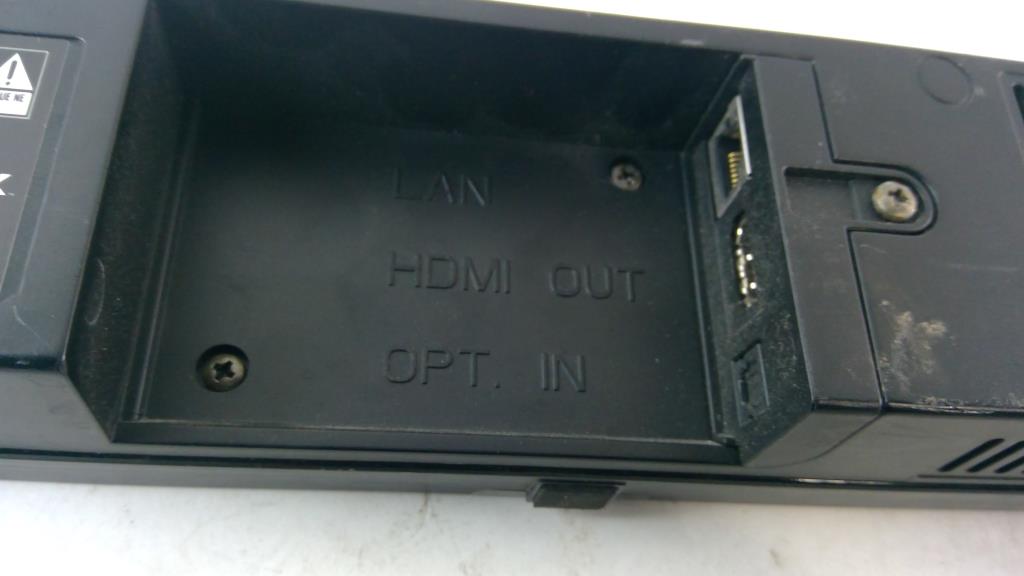 LAN
HDMI OUT
OPT. IN